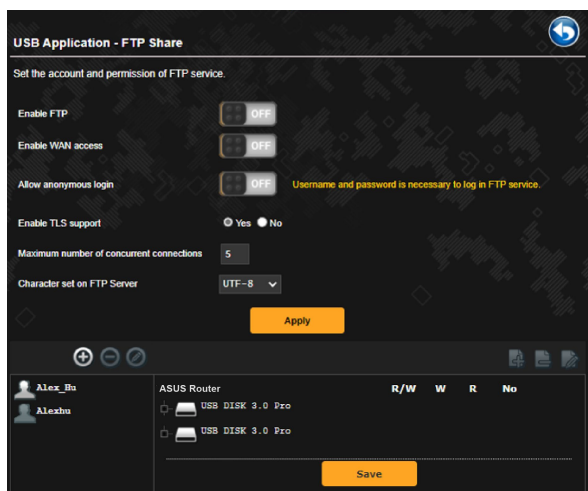 USB Application - FTP Share
Set the account and permission of FTP service.
Enable FTP OFF
Enable WAN access OFF
Allow anonymous login OFF Username and password is necessary to log in FTP service.
Enable TLS support Yes No
Maximum number of concurrent connections 5
Character set on FTP Server UTF-8
Apply
Alex_Hu
Alexhu
ASUS Router R/W W R No
USB DISK 3.0 Pro
USB DISK 3.0 Pro
Save